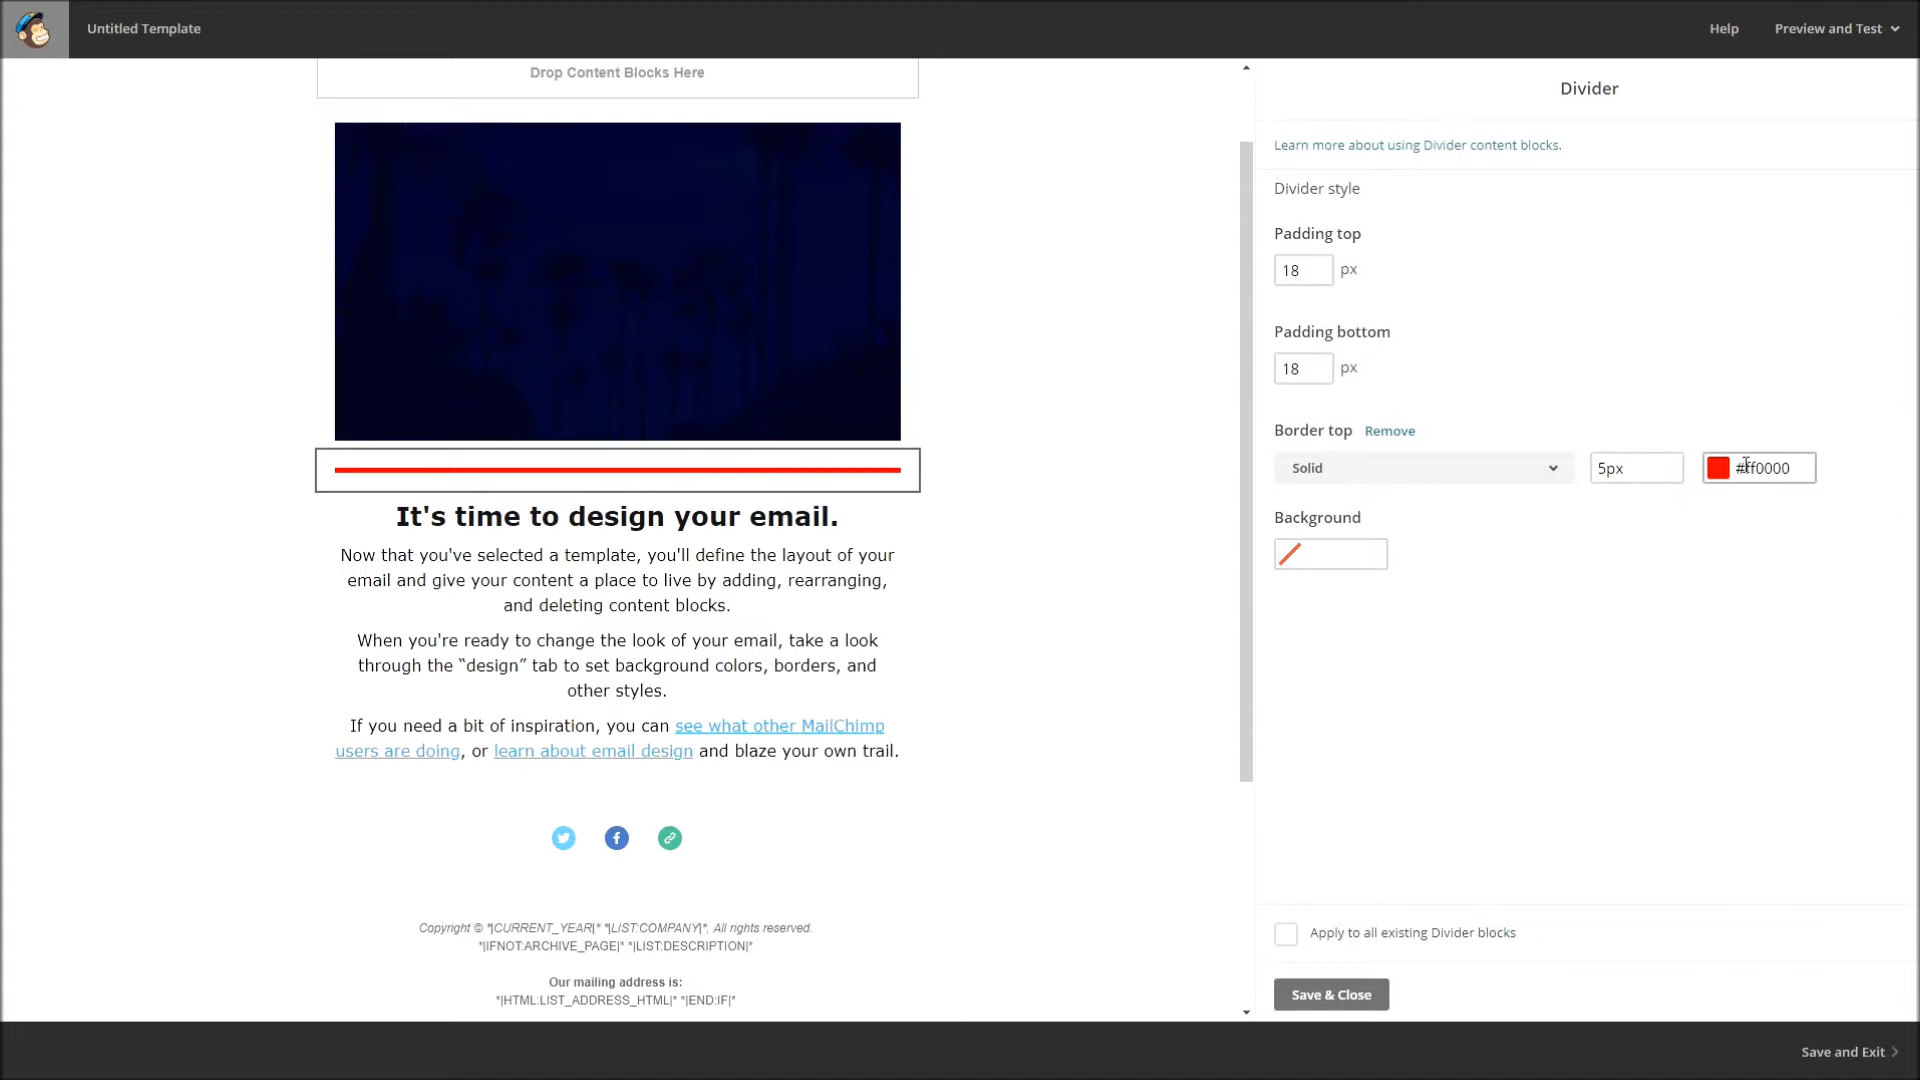 Untitled Template
Help
Preview and Test
Drop Content Blocks Here
It's time to design your email.
Now that you've selected a template, you'll define the layout of your
email and give your content a place to live by adding, rearranging,
and deleting content blocks.
When you're ready to change the look of your email, take a look
through the “design” tab to set background colors, borders, and
other styles.
If you need a bit of inspiration, you can see what other MailChimp
users are doing, or learn about email design and blaze your own trail.
Copyright © *|CURRENT_YEAR|* *|LIST:COMPANY|*, All rights reserved.
*|IFNOT:ARCHIVE_PAGE|* *|LIST:DESCRIPTION|*
Our mailing address is:
*|HTML:LIST_ADDRESS_HTML|* *|END:IF|*
Divider
Learn more about using Divider content blocks.
Divider style
Padding top
18 px
Padding bottom
18 px
Border top Remove
Solid 5px #ff0000
Background
Apply to all existing Divider blocks
Save & Close
Save and Exit